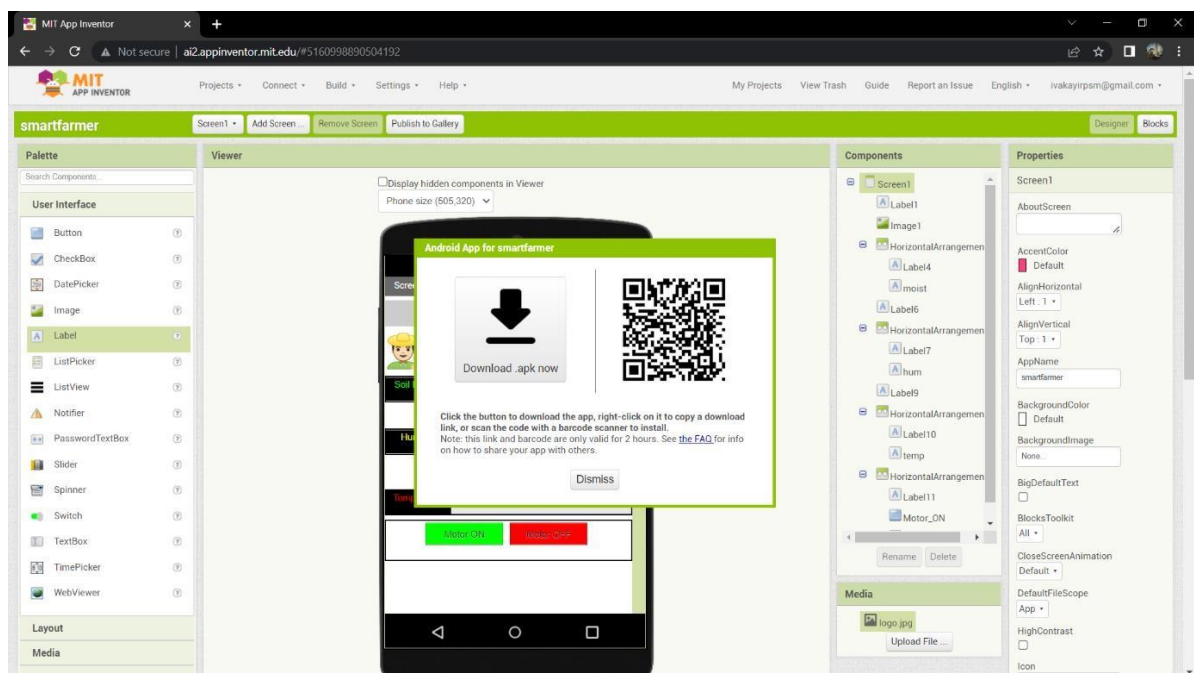 MIT App Inventor
Not secure | ai2.appinventor.mit.edu/#5160998890504192
MIT
APP INVENTOR
Projects Connect Build Settings Help My Projects View Trash Guide Report an Issue English ivakayirpsm@gmail.com
smartfarmer Screen1 Add Screen ... Remove Screen Publish to Gallery Designer Blocks
Palette
Search Components...
User Interface
Button
CheckBox
DatePicker
Image
Label
ListPicker
ListView
Notifier
PasswordTextBox
Slider
Spinner
Switch
TextBox
TimePicker
WebViewer
Layout
Media
Viewer
Display hidden components in Viewer
Phone size (505,320)
Android App for smartfarmer
Download .apk now
Click the button to download the app, right-click on it to copy a download
link, or scan the code with a barcode scanner to install.
Note: this link and barcode are only valid for 2 hours. See the FAQ for info
on how to share your app with others.
Dismiss
Scre
Soil
Hu
Motor ON Motor OFF
Components
Screen1
Label1
Image1
HorizontalArrangemen
Label4
moist
Label6
HorizontalArrangemen
Label7
hum
Label9
HorizontalArrangemen
Label10
temp
HorizontalArrangemen
Label11
Motor_ON
Rename Delete
Media
logo.jpg
Upload File ...
Properties
Screen1
AboutScreen
AccentColor
Default
AlignHorizontal
Left : 1
AlignVertical
Top : 1
AppName
smartfarmer
BackgroundColor
Default
BackgroundImage
None...
BigDefaultText
BlocksToolkit
All
CloseScreenAnimation
Default
DefaultFileScope
App
HighContrast
Icon